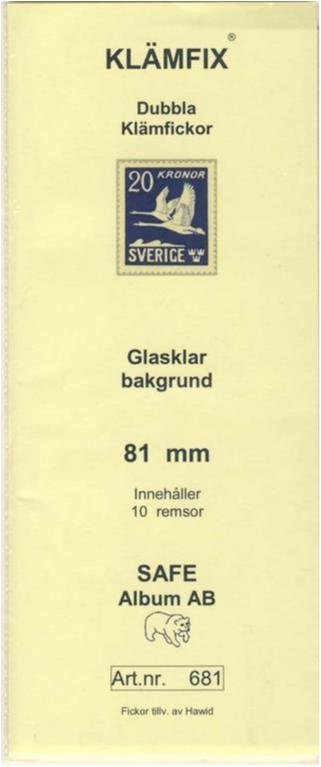 KLÄMFIX ®
Dubbla
Klämfickor
20 KRONOR
SVERIGE
Glasklar
bakgrund
81 mm
Innehåller
10 remsor
SAFE
Album AB
Art.nr. 681
Fickor tillv. av Hawid